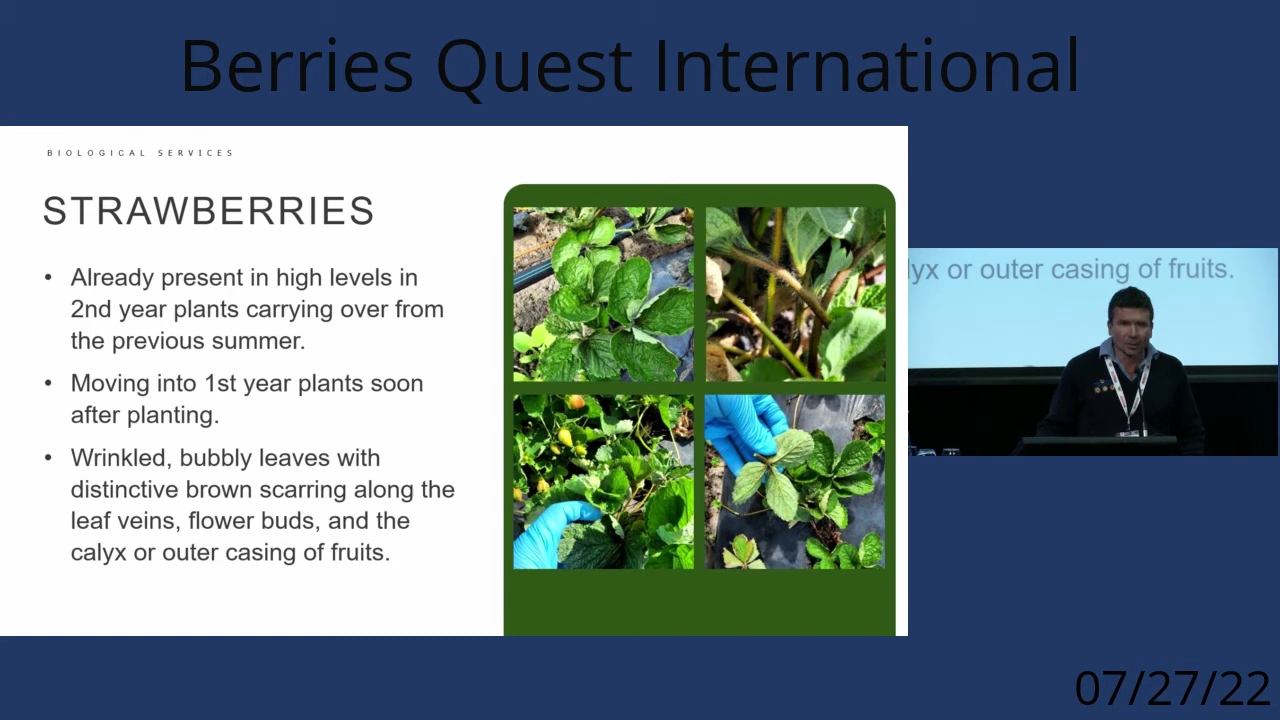 Berries Quest International
BIOLOGICAL SERVICES
STRAWBERRIES
• Already present in high levels in
2nd year plants carrying over from
the previous summer.
• Moving into 1st year plants soon
after planting.
• Wrinkled, bubbly leaves with
distinctive brown scarring along the
leaf veins, flower buds, and the
calyx or outer casing of fruits.
lyx or outer casing of fruits.
07/27/22